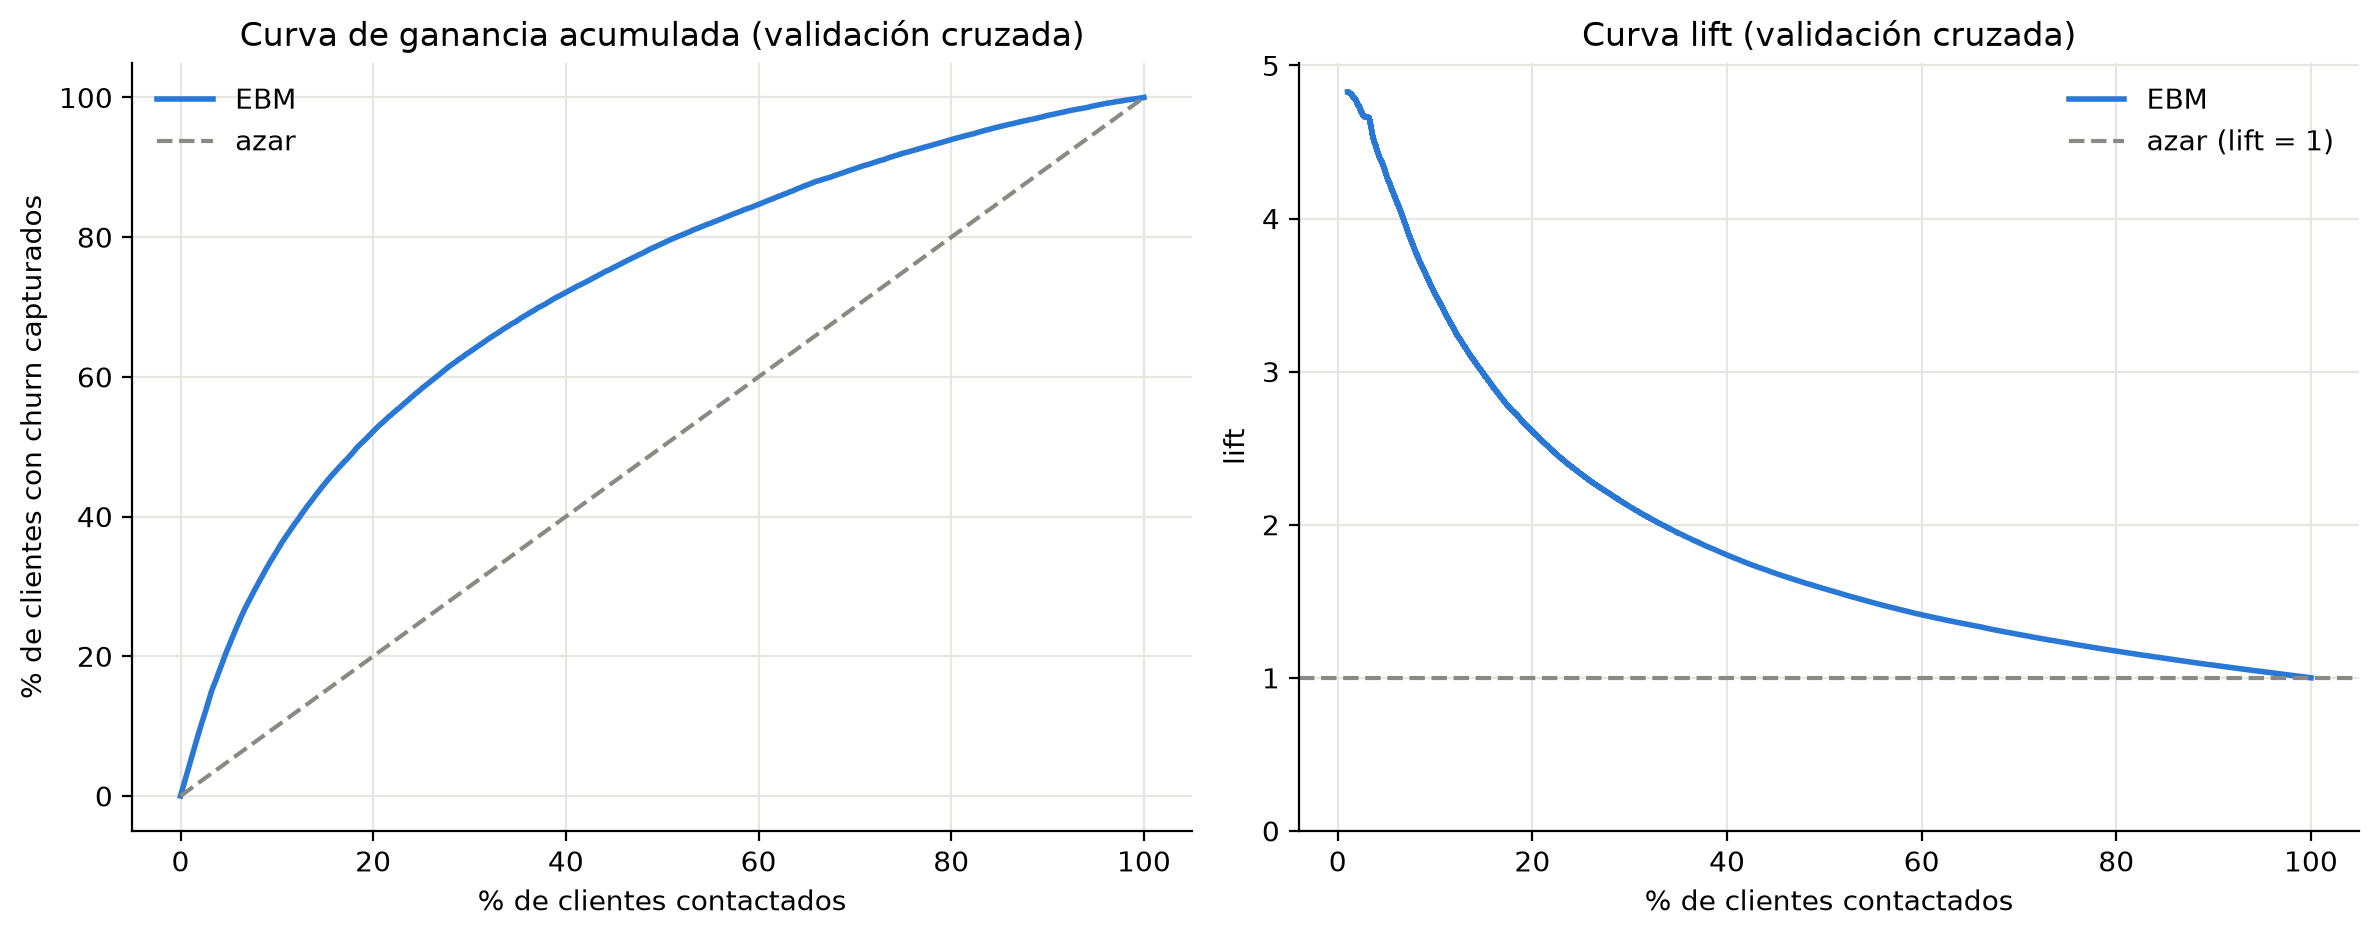 Curva de ganancia acumulada (validación cruzada)
EBM
azar
100
80
60
40
20
0
% de clientes con churn capturados
0 20 40 60 80 100
% de clientes contactados
Curva lift (validación cruzada)
EBM
azar (lift = 1)
5
4
3
2
1
0
lift
0 20 40 60 80 100
% de clientes contactados